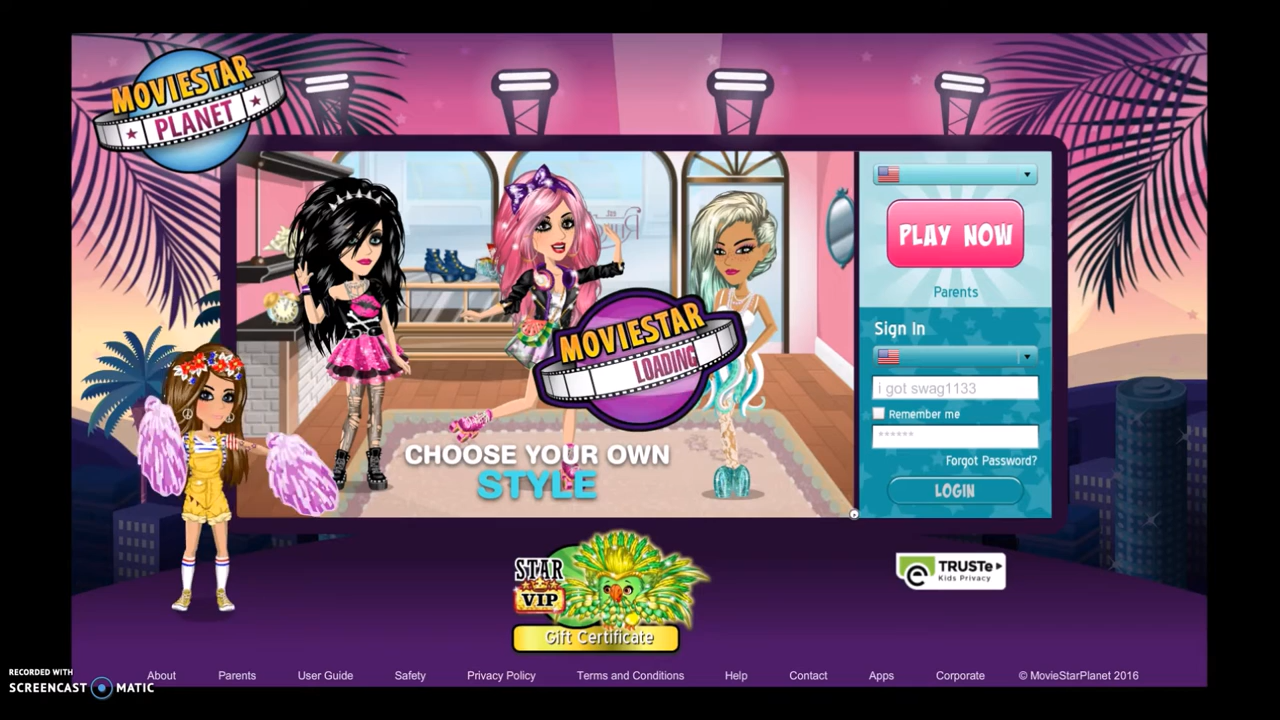 MOVIESTAR
PLANET
PLAY NOW
Parents
Sign In
i got swag1133
Remember me
******
Forgot Password?
LOGIN
MOVIESTAR
LOADING
CHOOSE YOUR OWN
STYLE
STAR
VIP
Gift Certificate
TRUSTe
Kids Privacy
RECORDED WITH
SCREENCAST MATIC
About
Parents
User Guide
Safety
Privacy Policy
Terms and Conditions
Help
Contact
Apps
Corporate
© MovieStarPlanet 2016